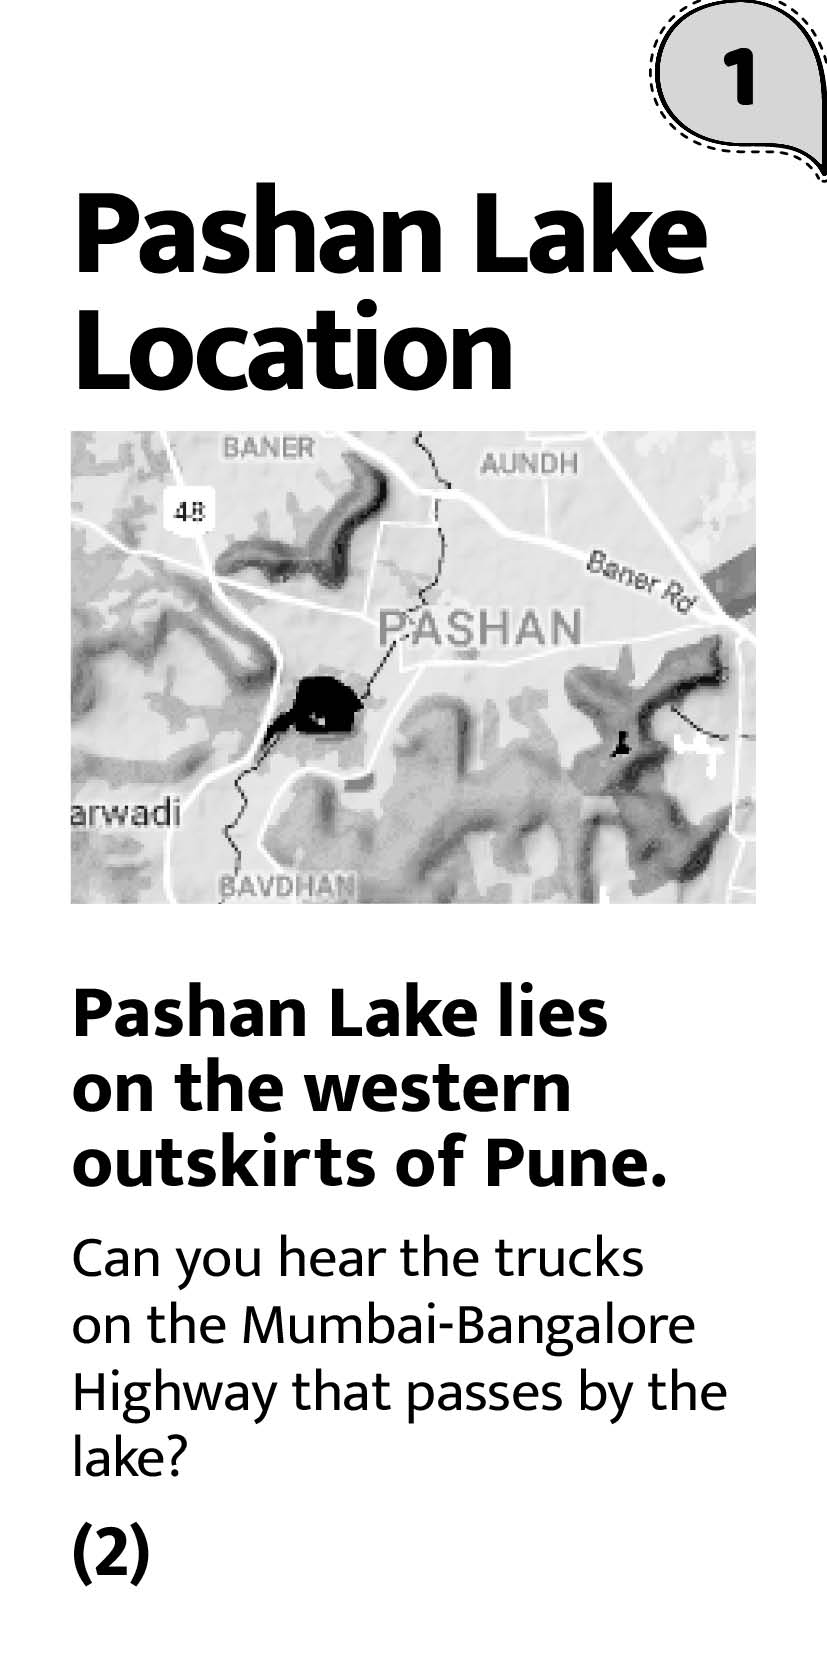 1
Pashan Lake
Location
BANER
AUNDH
48
Baner Rd
PASHAN
arwadi
BAVDHAN
Pashan Lake lies
on the western
outskirts of Pune.
Can you hear the trucks
on the Mumbai-Bangalore
Highway that passes by the
lake?
(2)